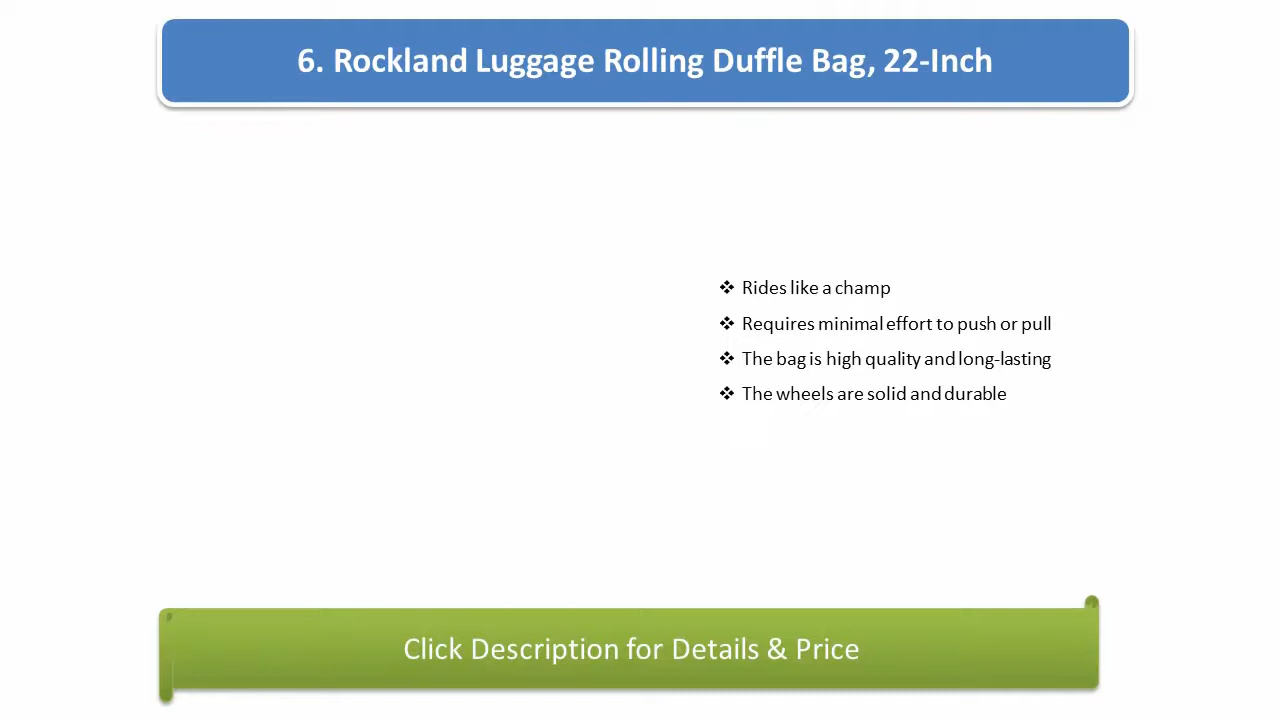 6. Rockland Luggage Rolling Duffle Bag, 22-Inch
❖ Rides like a champ
❖ Requires minimal effort to push or pull
❖ The bag is high quality and long-lasting
❖ The wheels are solid and durable
Click Description for Details & Price